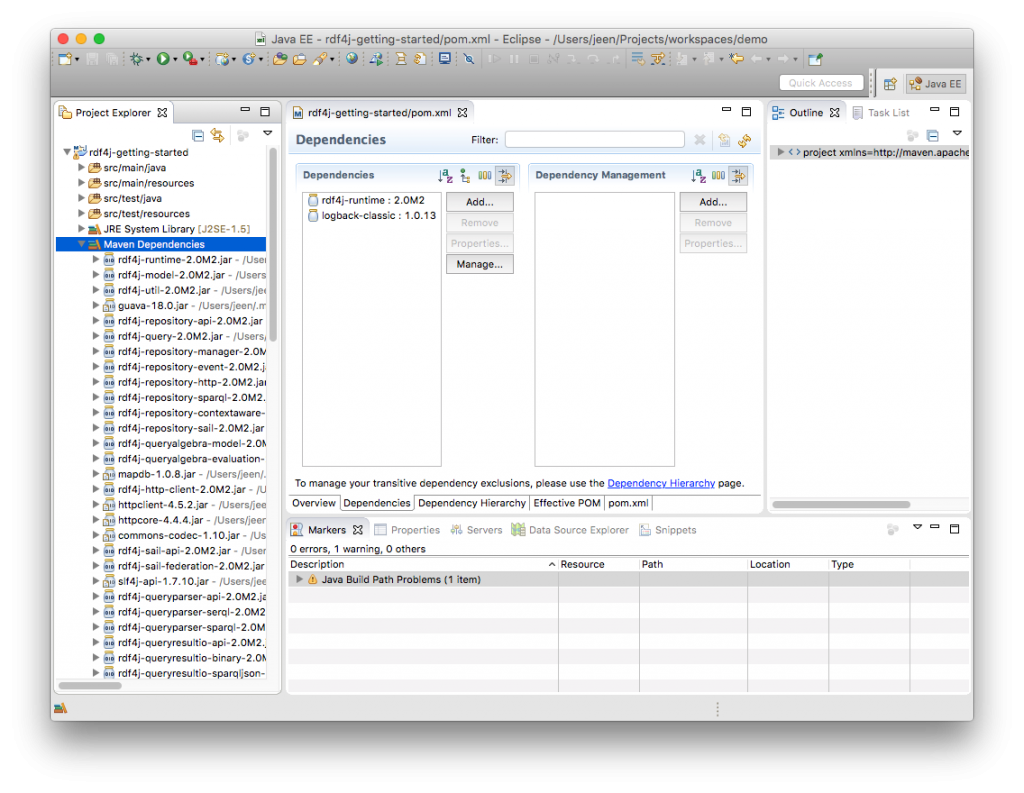 Java EE - rdf4j-getting-started/pom.xml - Eclipse - /Users/jeen/Projects/workspaces/demo
Quick Access
Java EE
Project Explorer
rdf4j-getting-started
src/main/java
src/main/resources
src/test/java
src/test/resources
JRE System Library [J2SE-1.5]
Maven Dependencies
rdf4j-runtime-2.0M2.jar - /User
rdf4j-model-2.0M2.jar - /Users
rdf4j-util-2.0M2.jar - /Users/jee
guava-18.0.jar - /Users/jeen/.m
rdf4j-repository-api-2.0M2.jar
rdf4j-query-2.0M2.jar - /Users/
rdf4j-repository-manager-2.0M
rdf4j-repository-event-2.0M2.j
rdf4j-repository-http-2.0M2.jar
rdf4j-repository-sparql-2.0M2.
rdf4j-repository-contextaware-
rdf4j-repository-sail-2.0M2.jar
rdf4j-queryalgebra-model-2.0M
rdf4j-queryalgebra-evaluation-
mapdb-1.0.8.jar - /Users/jeen/.
rdf4j-http-client-2.0M2.jar - /U
httpclient-4.5.2.jar - /Users/jee
httpcore-4.4.4.jar - /Users/jeen
commons-codec-1.10.jar - /Us
rdf4j-sail-api-2.0M2.jar - /User
rdf4j-sail-federation-2.0M2.jar
slf4j-api-1.7.10.jar - /Users/jee
rdf4j-queryparser-api-2.0M2.ja
rdf4j-queryparser-serql-2.0M2
rdf4j-queryparser-sparql-2.0M
rdf4j-queryresultio-api-2.0M2.
rdf4j-queryresultio-binary-2.0M
rdf4j-queryresultio-sparqljson-
rdf4j-getting-started/pom.xml
Dependencies
Filter:
Dependencies
rdf4j-runtime : 2.0M2
logback-classic : 1.0.13
Add...
Remove
Properties...
Manage...
Dependency Management
Add...
Remove
Properties...
To manage your transitive dependency exclusions, please use the Dependency Hierarchy page.
Overview Dependencies Dependency Hierarchy Effective POM pom.xml
Outline Task List
project xmlns=http://maven.apache
Markers Properties Servers Data Source Explorer Snippets
0 errors, 1 warning, 0 others
Description Resource Path Location Type
Java Build Path Problems (1 item)